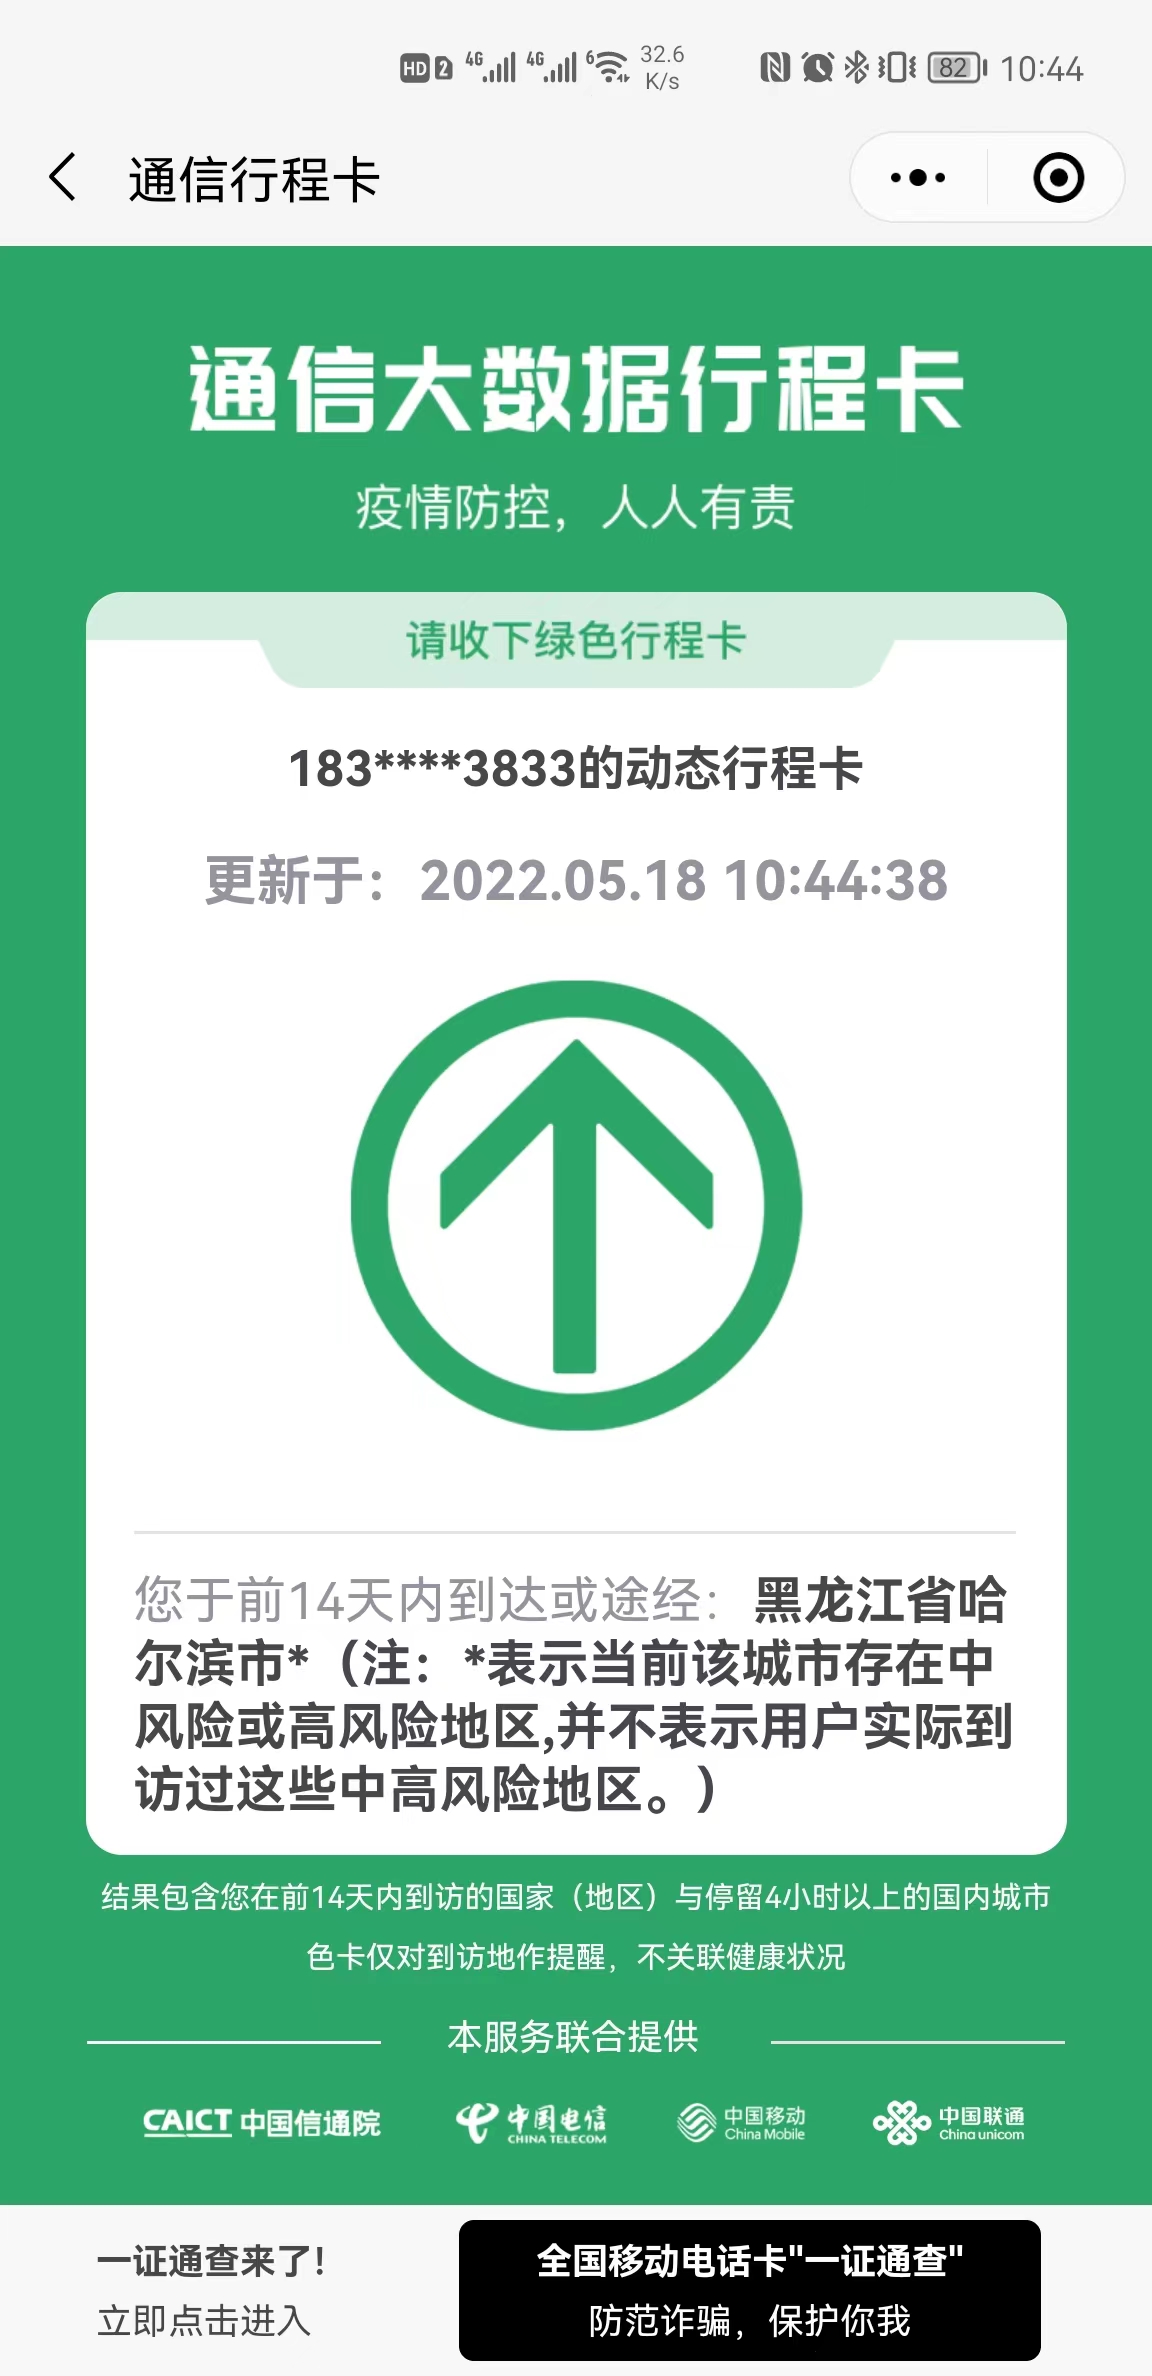 HD 2 4G 4G 6 32.6 K/s 82 10:44
通信行程卡
通信大数据行程卡
疫情防控，人人有责
请收下绿色行程卡
183****3833的动态行程卡
更新于：2022.05.18 10:44:38
您于前14天内到达或途经：黑龙江省哈
尔滨市*（注：*表示当前该城市存在中
风险或高风险地区,并不表示用户实际到
访过这些中高风险地区。）
结果包含您在前14天内到访的国家（地区）与停留4小时以上的国内城市
色卡仅对到访地作提醒，不关联健康状况
本服务联合提供
CAICT 中国信通院 中国电信 CHINA TELECOM 中国移动 China Mobile 中国联通 China unicom
一证通查来了!
立即点击进入
全国移动电话卡"一证通查"
防范诈骗，保护你我